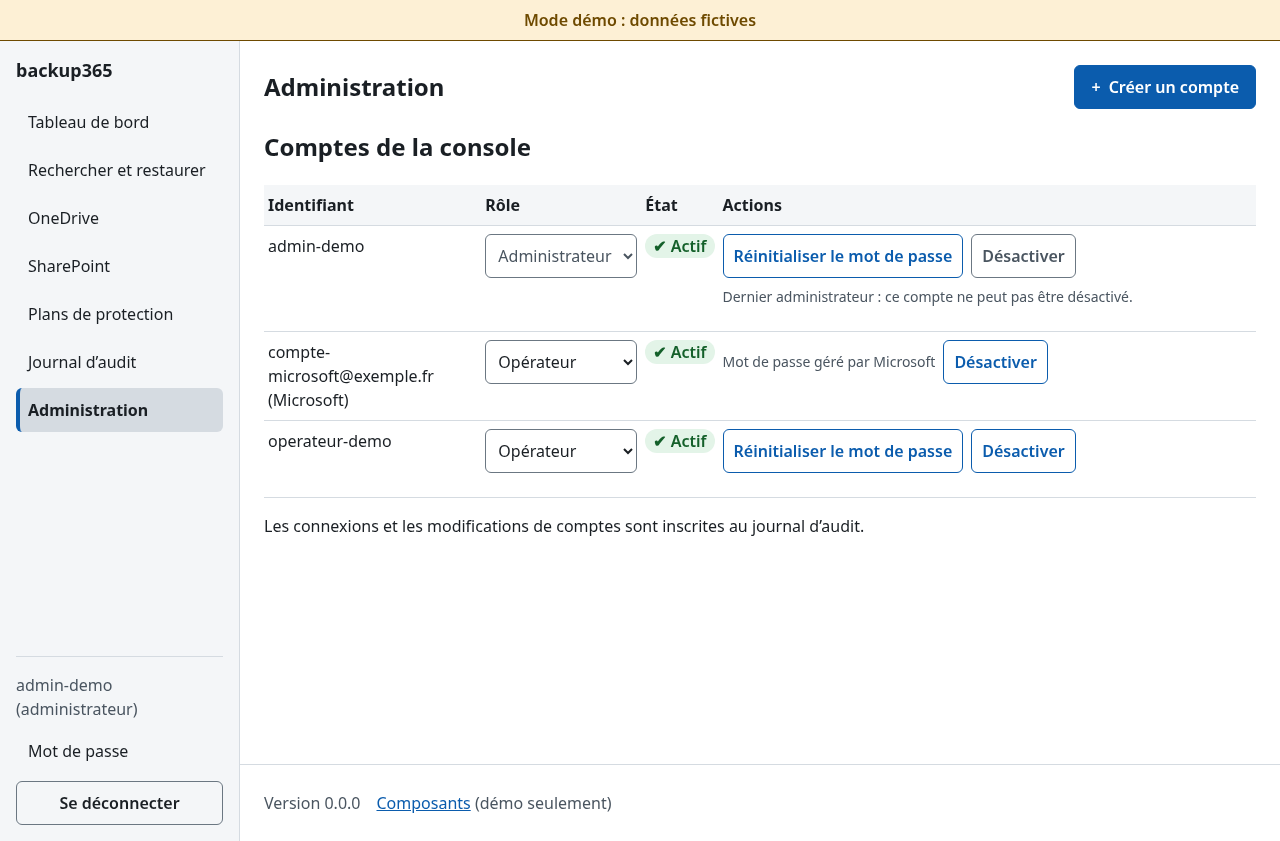 Mode démo : données fictives
backup365
Tableau de bord
Rechercher et restaurer
OneDrive
SharePoint
Plans de protection
Journal d’audit
Administration
admin-demo
(administrateur)
Mot de passe
Se déconnecter
Administration
+ Créer un compte
Comptes de la console
Identifiant Rôle État Actions
admin-demo Administrateur ✔ Actif Réinitialiser le mot de passe Désactiver
Dernier administrateur : ce compte ne peut pas être désactivé.
compte-
microsoft@exemple.fr
(Microsoft)
Opérateur ✔ Actif Mot de passe géré par Microsoft Désactiver
operateur-demo Opérateur ✔ Actif Réinitialiser le mot de passe Désactiver
Les connexions et les modifications de comptes sont inscrites au journal d’audit.
Version 0.0.0 Composants (démo seulement)